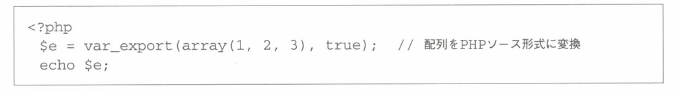 <?php
$e = var_export(array(1, 2, 3), true);  // 配列をPHPソース形式に変換
echo $e;